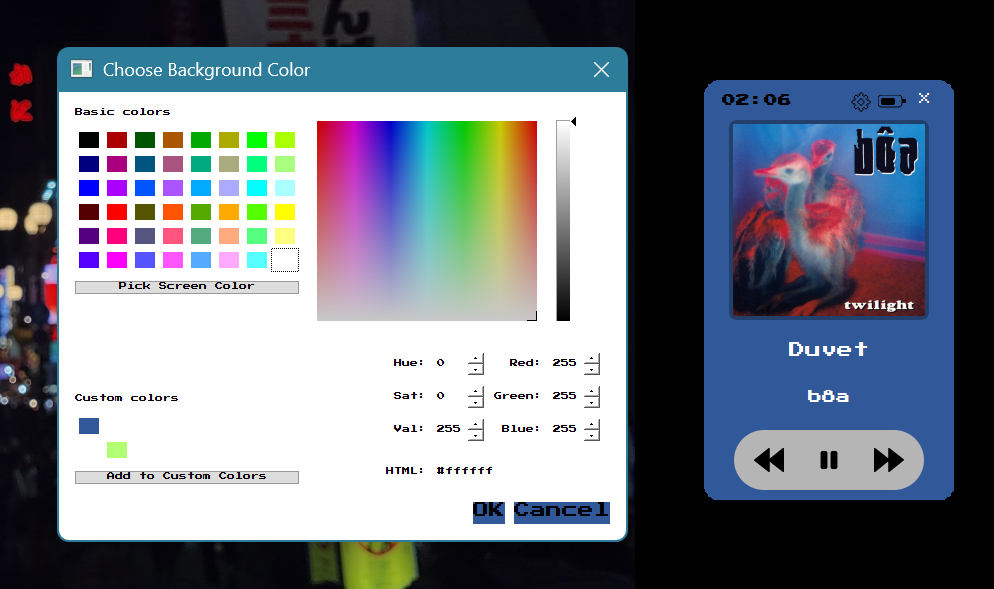 Choose Background Color
Basic colors
Pick Screen Color
Custom colors
Add to Custom Colors
Hue: 0
Red: 255
Sat: 0
Green: 255
Val: 255
Blue: 255
HTML: #ffffff
OK
Cancel
02:06
bôa
twilight
Duvet
bôa